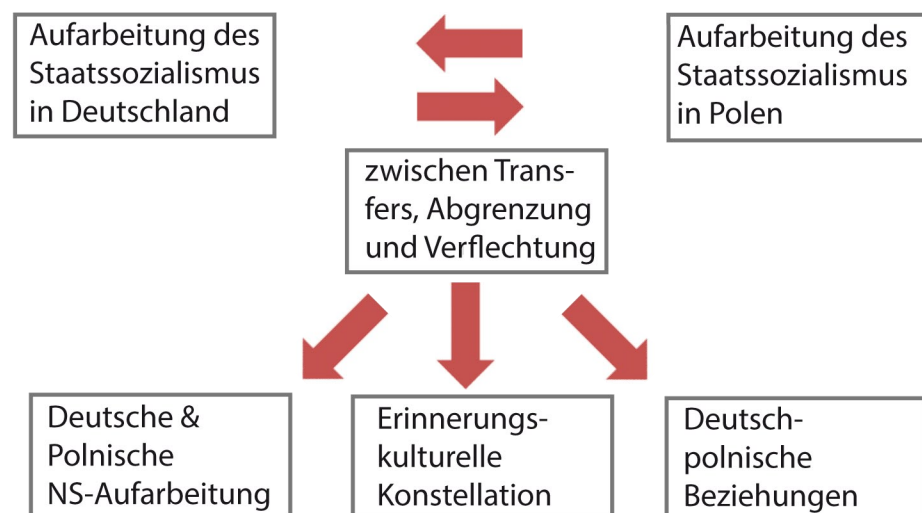 Aufarbeitung des
Staatssozialismus
in Deutschland
Aufarbeitung des
Staatssozialismus
in Polen
zwischen Trans-
fers, Abgrenzung
und Verflechtung
Deutsche &
Polnische
NS-Aufarbeitung
Erinnerungs-
kulturelle
Konstellation
Deutsch-
polnische
Beziehungen